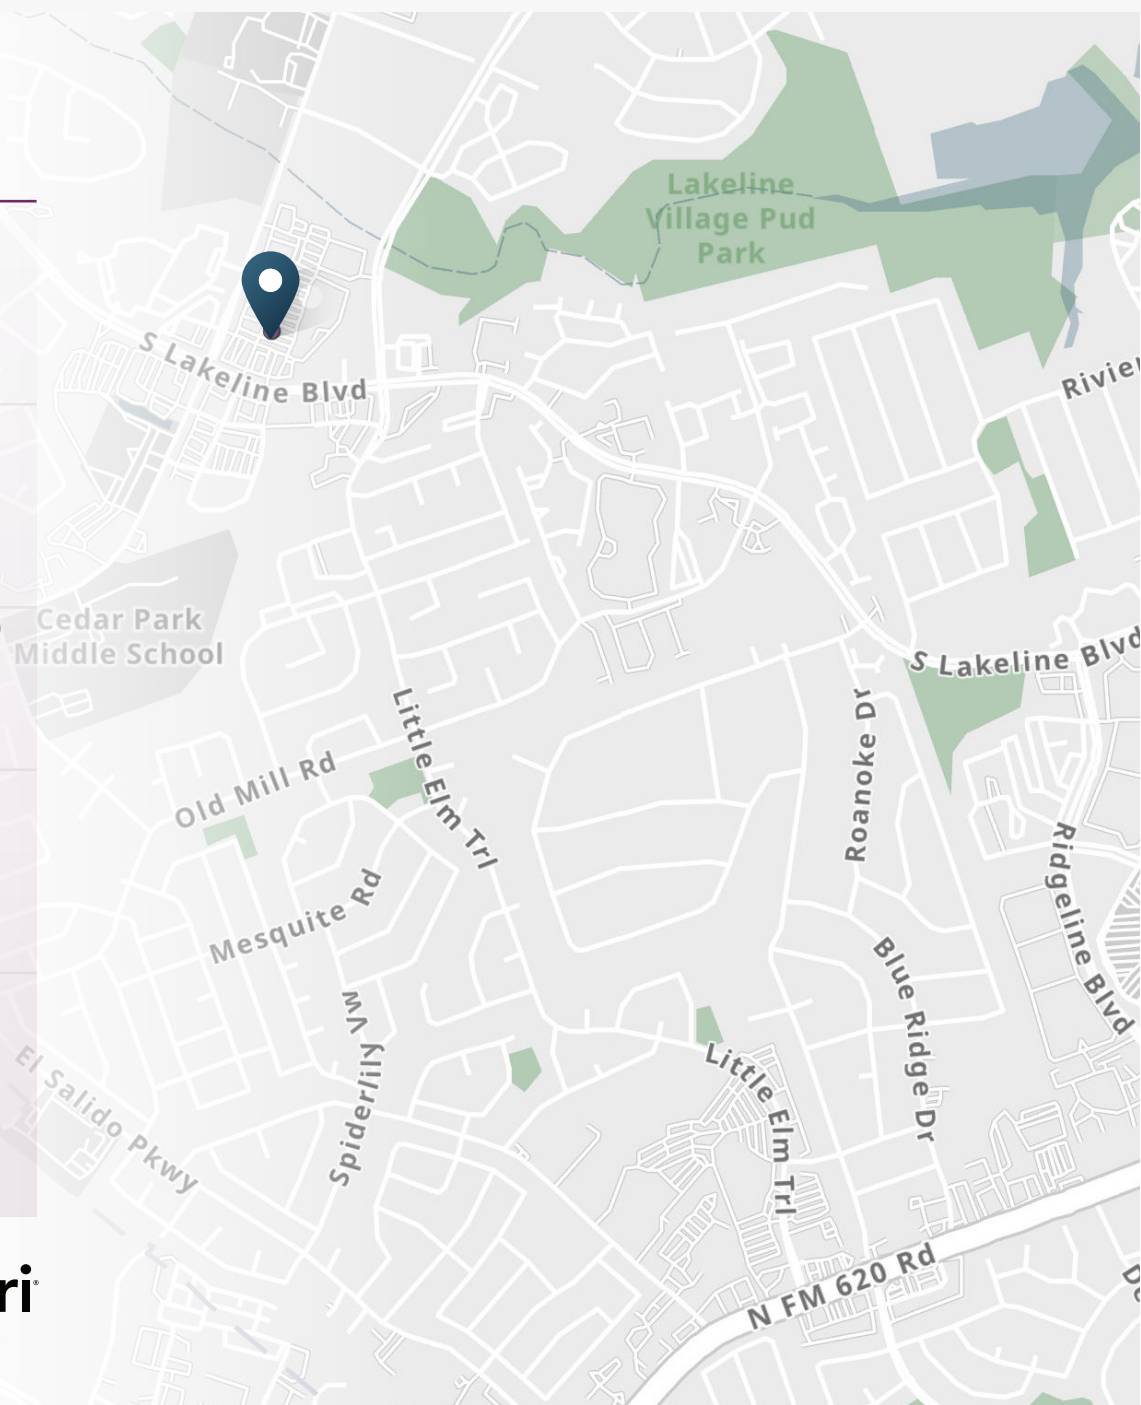 Lakeline
Village Pud
Park
S Lakeline Blvd
Cedar Park
Middle School
S Lakeline Blvd
Little Elm Trl
Roanoke Dr
Old Mill Rd
Mesquite Rd
Ridgeline Blvd
Blue Ridge Dr
Spiderlily Vw
El Salido Pkwy
Little Elm Trl
N FM 620 Rd